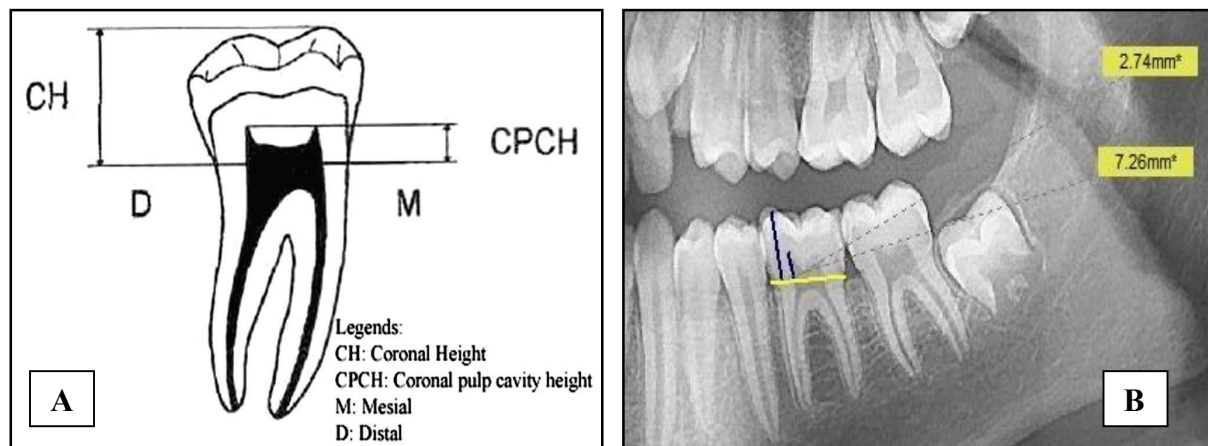 CH
CPCH
D
M
Legends:
CH: Coronal Height
CPCH: Coronal pulp cavity height
M: Mesial
D: Distal
A
2.74mm*
7.26mm*
B